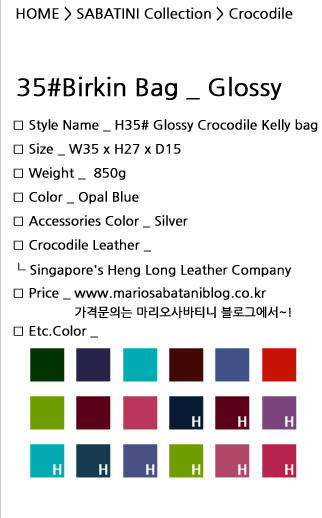 HOME > SABATINI Collection > Crocodile
35#Birkin Bag _ Glossy
□ Style Name _ H35# Glossy Crocodile Kelly bag
□ Size _ W35 x H27 x D15
□ Weight _ 850g
□ Color _ Opal Blue
□ Accessories Color _ Silver
□ Crocodile Leather _
└ Singapore's Heng Long Leather Company
□ Price _ www.mariosabataniblog.co.kr
가격문의는 마리오사바티니 블로그에서~!
□ Etc.Color _
H H H
H H H H H H